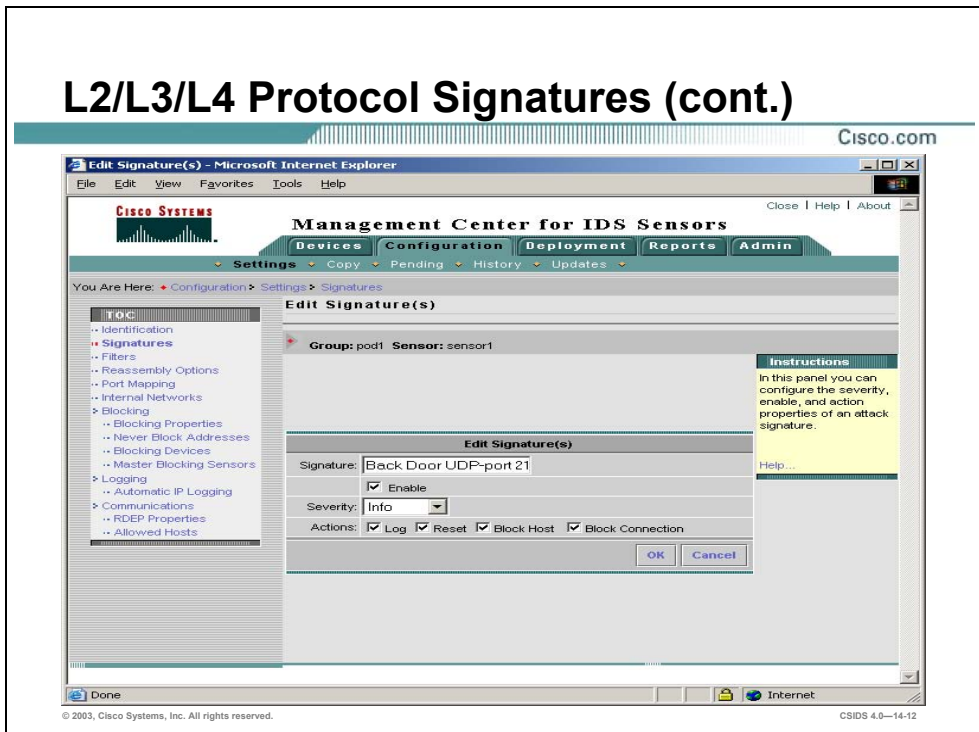 L2/L3/L4 Protocol Signatures (cont.)
Cisco.com
Edit Signature(s) - Microsoft Internet Explorer
File Edit View Favorites Tools Help
Close | Help | About
CISCO SYSTEMS
Management Center for IDS Sensors
Devices Configuration Deployment Reports Admin
Settings Copy Pending History Updates
You Are Here: Configuration > Settings > Signatures
TOC
Identification
Signatures
Filters
Reassembly Options
Port Mapping
Internal Networks
Blocking
Blocking Properties
Never Block Addresses
Blocking Devices
Master Blocking Sensors
Logging
Automatic IP Logging
Communications
RDEP Properties
Allowed Hosts
Edit Signature(s)
Group: pod1 Sensor: sensor1
Edit Signature(s)
Signature: Back Door UDP-port 21
Enable
Severity: Info
Actions: Log Reset Block Host Block Connection
OK Cancel
Instructions
In this panel you can
configure the severity,
enable, and action
properties of an attack
signature.
Help...
Done
Internet
© 2003, Cisco Systems, Inc. All rights reserved.
CSIDS 4.0—14-12